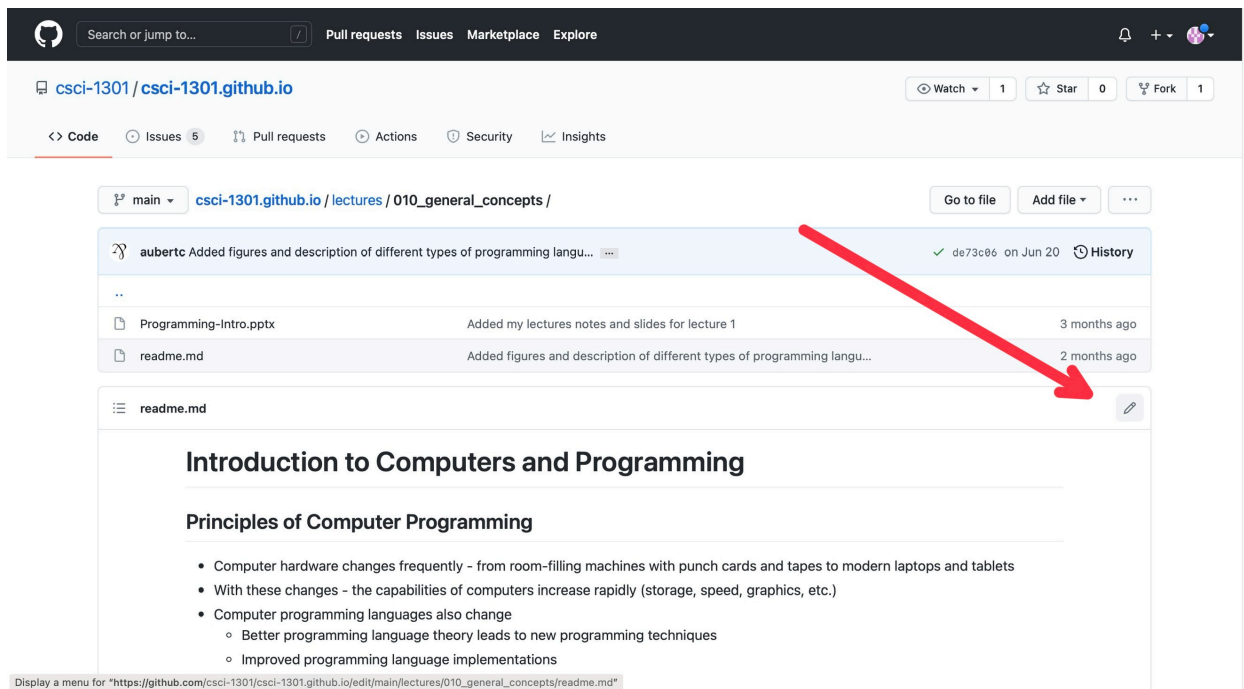 Search or jump to... / Pull requests Issues Marketplace Explore
csci-1301 / csci-1301.github.io Watch 1 Star 0 Fork 1
<> Code Issues 5 Pull requests Actions Security Insights
main csci-1301.github.io / lectures / 010_general_concepts / Go to file Add file ...
aubertc Added figures and description of different types of programming langu... ... de73c06 on Jun 20 History
..
Programming-Intro.pptx Added my lectures notes and slides for lecture 1 3 months ago
readme.md Added figures and description of different types of programming langu... 2 months ago
readme.md
Introduction to Computers and Programming
Principles of Computer Programming
• Computer hardware changes frequently - from room-filling machines with punch cards and tapes to modern laptops and tablets
• With these changes - the capabilities of computers increase rapidly (storage, speed, graphics, etc.)
• Computer programming languages also change
◦ Better programming language theory leads to new programming techniques
◦ Improved programming language implementations
Display a menu for "https://github.com/csci-1301/csci-1301.github.io/edit/main/lectures/010_general_concepts/readme.md"